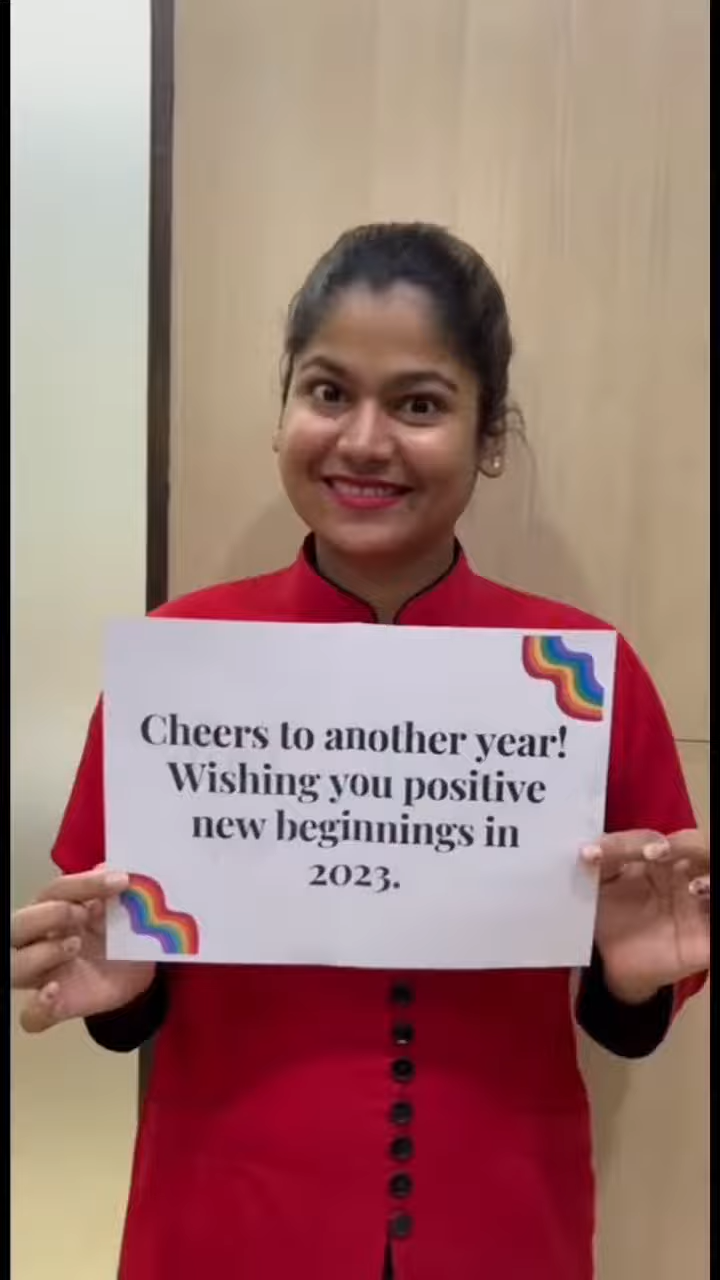 Cheers to another year!
Wishing you positive
new beginnings in
2023.